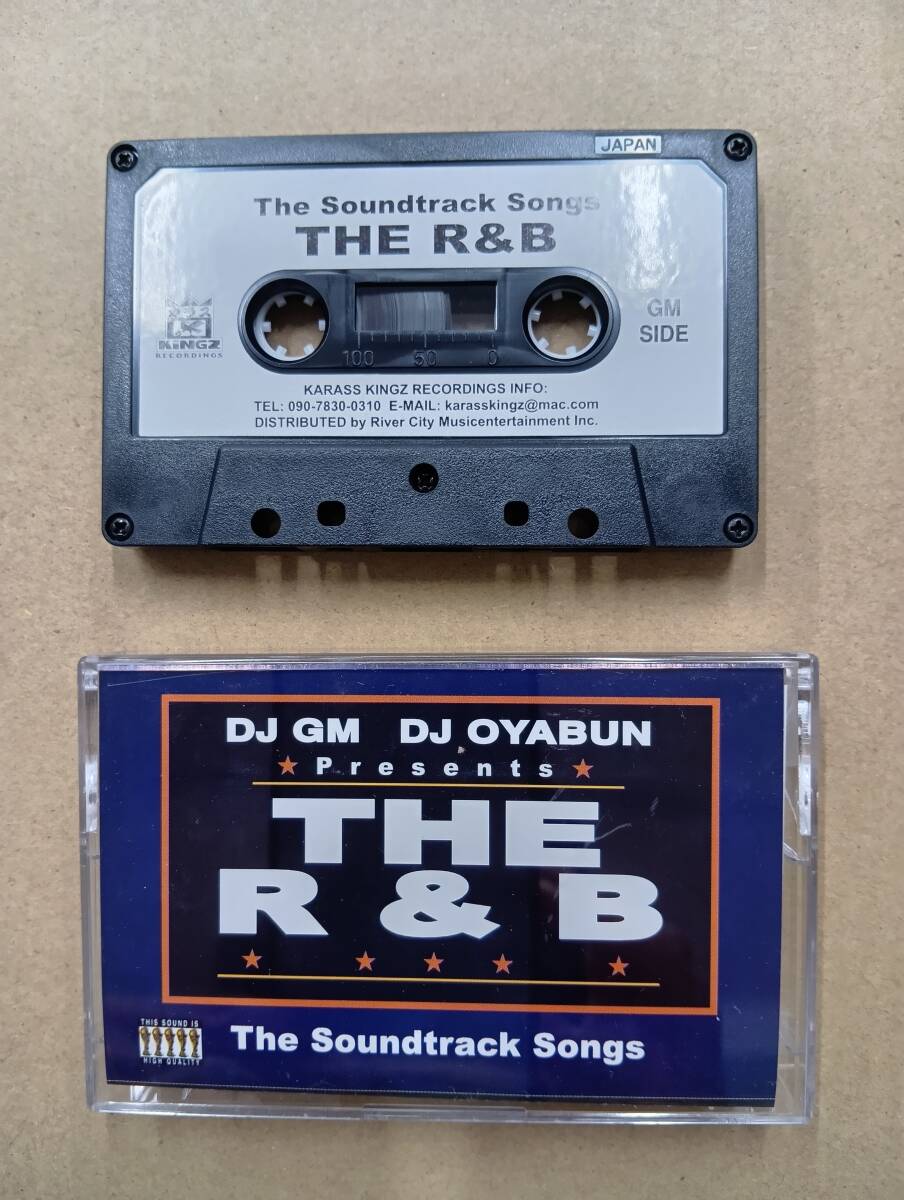 JAPAN
The Soundtrack Songs
THE R&B
KINGZ
RECORDINGS
100 50 0
GM
SIDE
KARASS KINGZ RECORDINGS INFO:
TEL: 090-7830-0310 E-MAIL: karasskingz@mac.com
DISTRIBUTED by River City Musicentertainment Inc.
DJ GM DJ OYABUN
Presents
THE
R & B
THIS SOUND IS
HIGH QUALITY
The Soundtrack Songs